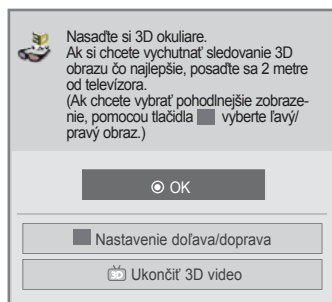 Nasaďte si 3D okuliare.
Ak si chcete vychutnať sledovanie 3D
obrazu čo najlepšie, posaďte sa 2 metre
od televízora.
(Ak chcete vybrať pohodlnejšie zobraze-
nie, pomocou tlačidla vyberte ľavý/
pravý obraz.)
OK
Nastavenie doľava/doprava
Ukončiť 3D video